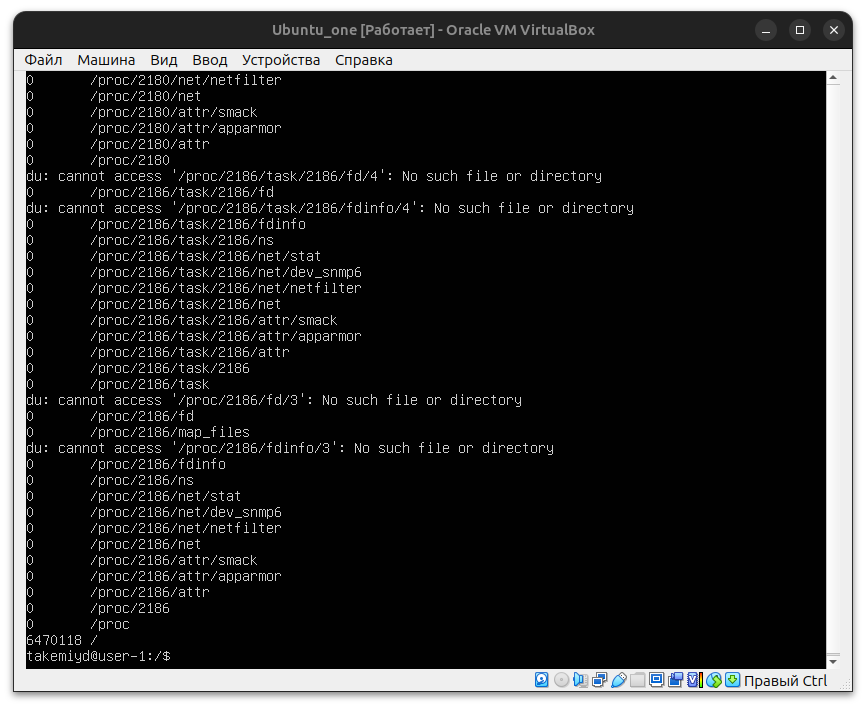 Ubuntu_one [Работает] - Oracle VM VirtualBox
Файл Машина Вид Ввод Устройства Справка
0       /proc/2180/net/netfilter
0       /proc/2180/net
0       /proc/2180/attr/smack
0       /proc/2180/attr/apparmor
0       /proc/2180/attr
0       /proc/2180
du: cannot access '/proc/2186/task/2186/fd/4': No such file or directory
0       /proc/2186/task/2186/fd
du: cannot access '/proc/2186/task/2186/fdinfo/4': No such file or directory
0       /proc/2186/task/2186/fdinfo
0       /proc/2186/task/2186/ns
0       /proc/2186/task/2186/net/stat
0       /proc/2186/task/2186/net/dev_snmp6
0       /proc/2186/task/2186/net/netfilter
0       /proc/2186/task/2186/net
0       /proc/2186/task/2186/attr/smack
0       /proc/2186/task/2186/attr/apparmor
0       /proc/2186/task/2186/attr
0       /proc/2186/task/2186
0       /proc/2186/task
du: cannot access '/proc/2186/fd/3': No such file or directory
0       /proc/2186/fd
0       /proc/2186/map_files
du: cannot access '/proc/2186/fdinfo/3': No such file or directory
0       /proc/2186/fdinfo
0       /proc/2186/ns
0       /proc/2186/net/stat
0       /proc/2186/net/dev_snmp6
0       /proc/2186/net/netfilter
0       /proc/2186/net
0       /proc/2186/attr/smack
0       /proc/2186/attr/apparmor
0       /proc/2186/attr
0       /proc/2186
0       /proc
6470118 /
takemiyd@user-1:/$
Правый Ctrl